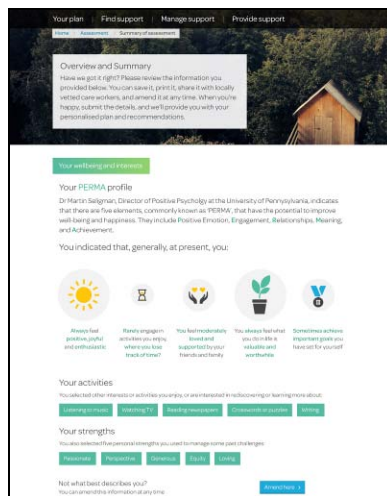 Your plan | Find support | Manage support | Provide support
Home Assessment Summary of assessment
Overview and Summary
Have we got it right? Please review the information you
provided below. You can save it, print it, share it with locally
vetted care workers, and amend it at any time. When you're
happy, submit the details, and we'll provide you with your
personalised plan and recommendations.
Your wellbeing and interests
Your PERMA profile
Dr Martin Seligman, Director of Positive Psycholgy at the University of Pennsylvania, indicates
that there are five elements, commonly known as 'PERMA', that have the potential to improve
well-being and happiness. They include Positive Emotion, Engagement, Relationships, Meaning,
and Achievement.
You indicated that, generally, at present, you:
Always feel
positive, joyful
and enthusiastic
Rarely engage in
activities you enjoy,
where you lose
track of time?
You feel moderately
loved and
supported by your
friends and family
You always feel what
you do in life is
valuable and
worthwhile
Sometimes achieve
important goals you
have set for yourself
Your activities
You selected other interests or activities you enjoy, or are interested in rediscovering or learning more about:
Listening to music
Watching TV
Reading newspapers
Crosswords or puzzles
Writing
Your strengths
You also selected five personal strengths you used to manage some past challenges:
Passionate
Perspective
Generous
Equity
Loving
Not what best describes you?
You can amend this information at any time
Amend here >